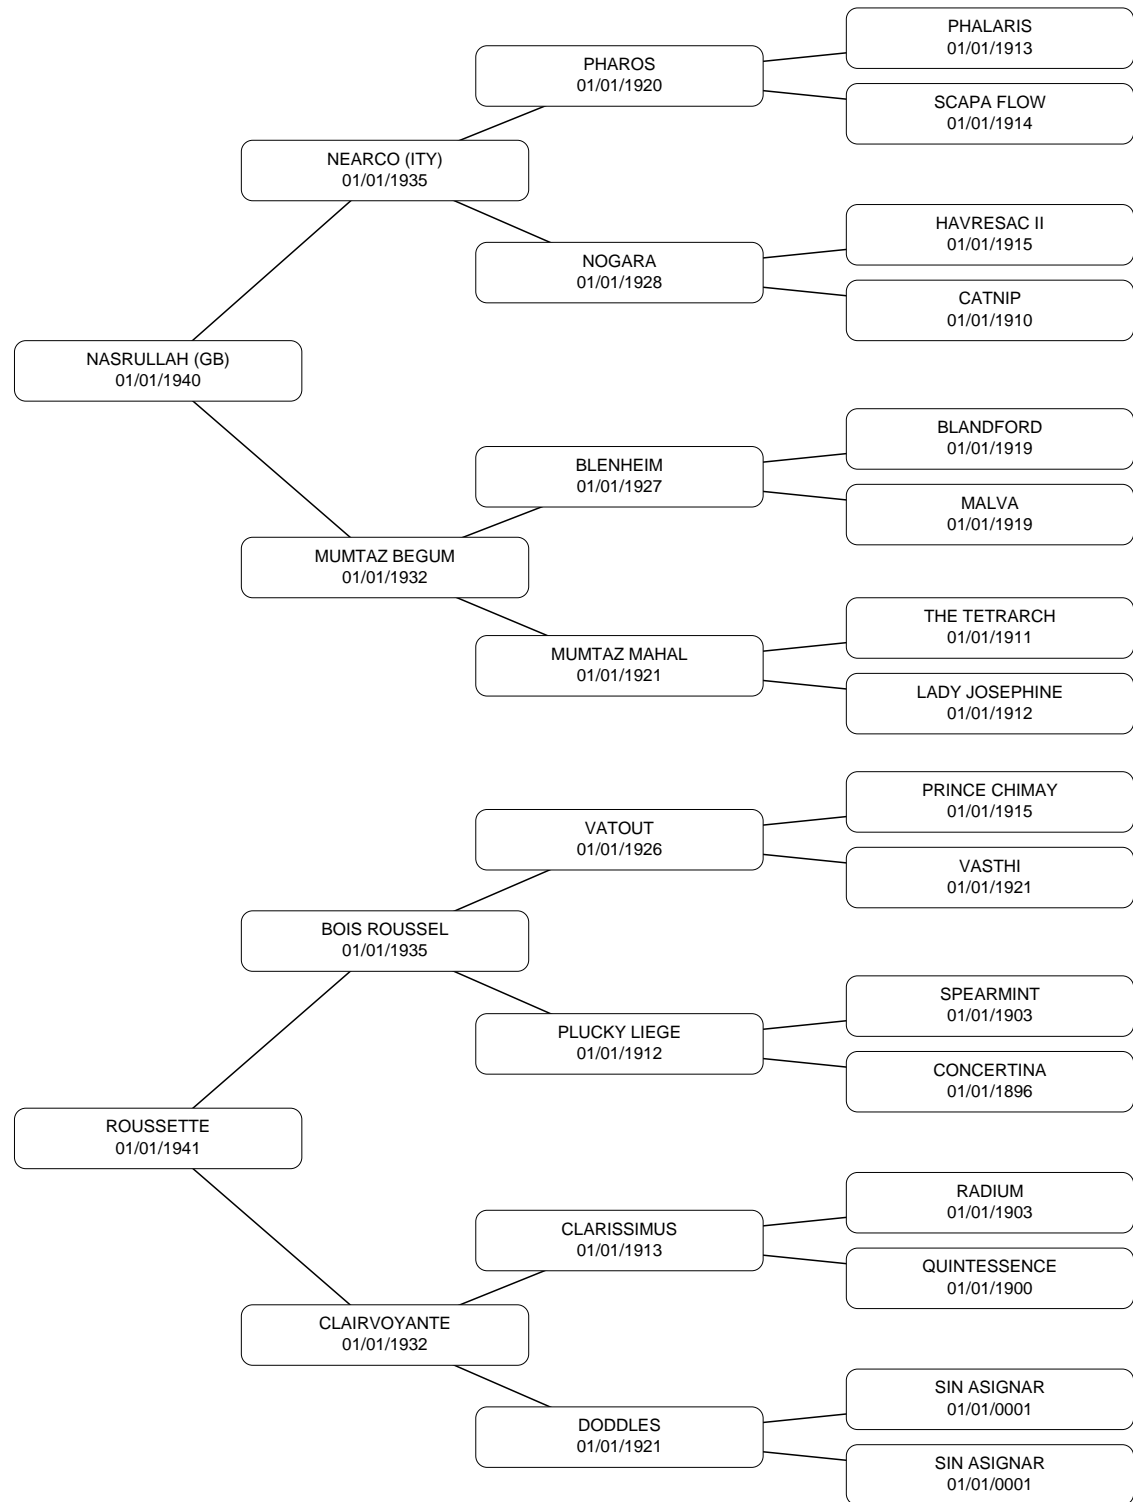 PHALARIS
01/01/1913
PHAROS
01/01/1920
SCAPA FLOW
01/01/1914
NEARCO (ITY)
01/01/1935
HAVRESAC II
01/01/1915
NOGARA
01/01/1928
CATNIP
01/01/1910
NASRULLAH (GB)
01/01/1940
BLANDFORD
01/01/1919
BLENHEIM
01/01/1927
MALVA
01/01/1919
MUMTAZ BEGUM
01/01/1932
THE TETRARCH
01/01/1911
MUMTAZ MAHAL
01/01/1921
LADY JOSEPHINE
01/01/1912
PRINCE CHIMAY
01/01/1915
VATOUT
01/01/1926
VASTHI
01/01/1921
BOIS ROUSSEL
01/01/1935
SPEARMINT
01/01/1903
PLUCKY LIEGE
01/01/1912
CONCERTINA
01/01/1896
ROUSSETTE
01/01/1941
RADIUM
01/01/1903
CLARISSIMUS
01/01/1913
QUINTESSENCE
01/01/1900
CLAIRVOYANTE
01/01/1932
SIN ASIGNAR
01/01/0001
DODDLES
01/01/1921
SIN ASIGNAR
01/01/0001